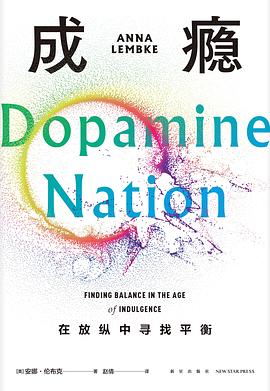 成瘾
ANNA
LEMBKE
Dopamine
Nation
FINDING BALANCE IN THE AGE
of INDULGENCE
在放纵中寻找平衡
[美]安娜·伦布克 著 赵倩 译 新星出版社 NEW STAR PRESS